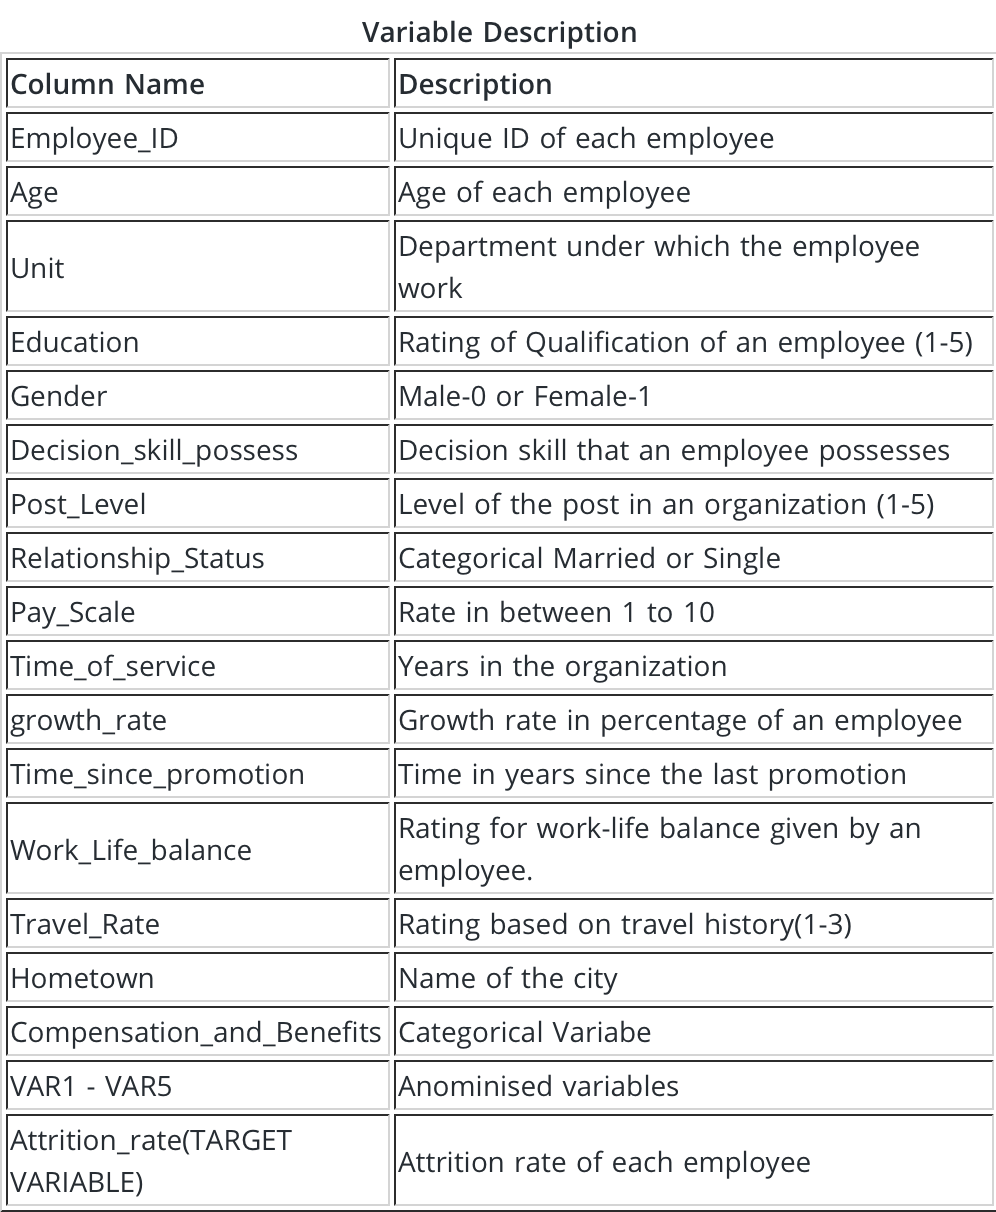 Variable Description
Column Name Description
Employee_ID Unique ID of each employee
Age Age of each employee
Unit Department under which the employee
work
Education Rating of Qualification of an employee (1-5)
Gender Male-0 or Female-1
Decision_skill_possess Decision skill that an employee possesses
Post_Level Level of the post in an organization (1-5)
Relationship_Status Categorical Married or Single
Pay_Scale Rate in between 1 to 10
Time_of_service Years in the organization
growth_rate Growth rate in percentage of an employee
Time_since_promotion Time in years since the last promotion
Work_Life_balance Rating for work-life balance given by an
employee.
Travel_Rate Rating based on travel history(1-3)
Hometown Name of the city
Compensation_and_Benefits Categorical Variabe
VAR1 - VAR5 Anominised variables
Attrition_rate(TARGET
VARIABLE) Attrition rate of each employee